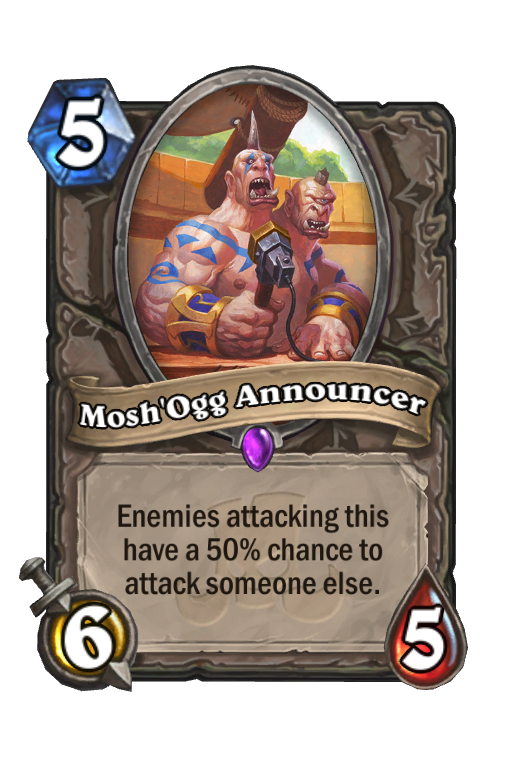 5
Mosh'Ogg Announcer
Enemies attacking this
have a 50% chance to
attack someone else.
6
5